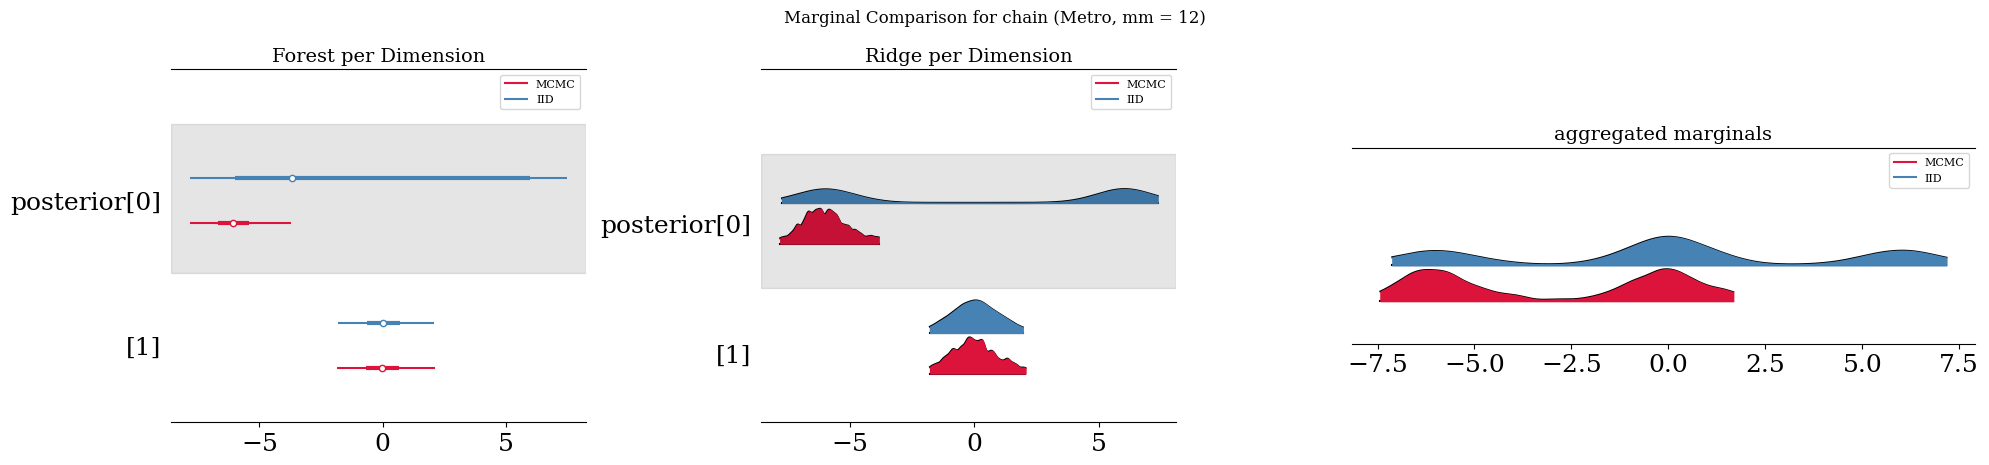 Marginal Comparison for chain (Metro, mm = 12)
Forest per Dimension
MCMC
IID
posterior[0]
[1]
−5 0 5
Ridge per Dimension
MCMC
IID
posterior[0]
[1]
−5 0 5
aggregated marginals
MCMC
IID
−7.5 −5.0 −2.5 0.0 2.5 5.0 7.5